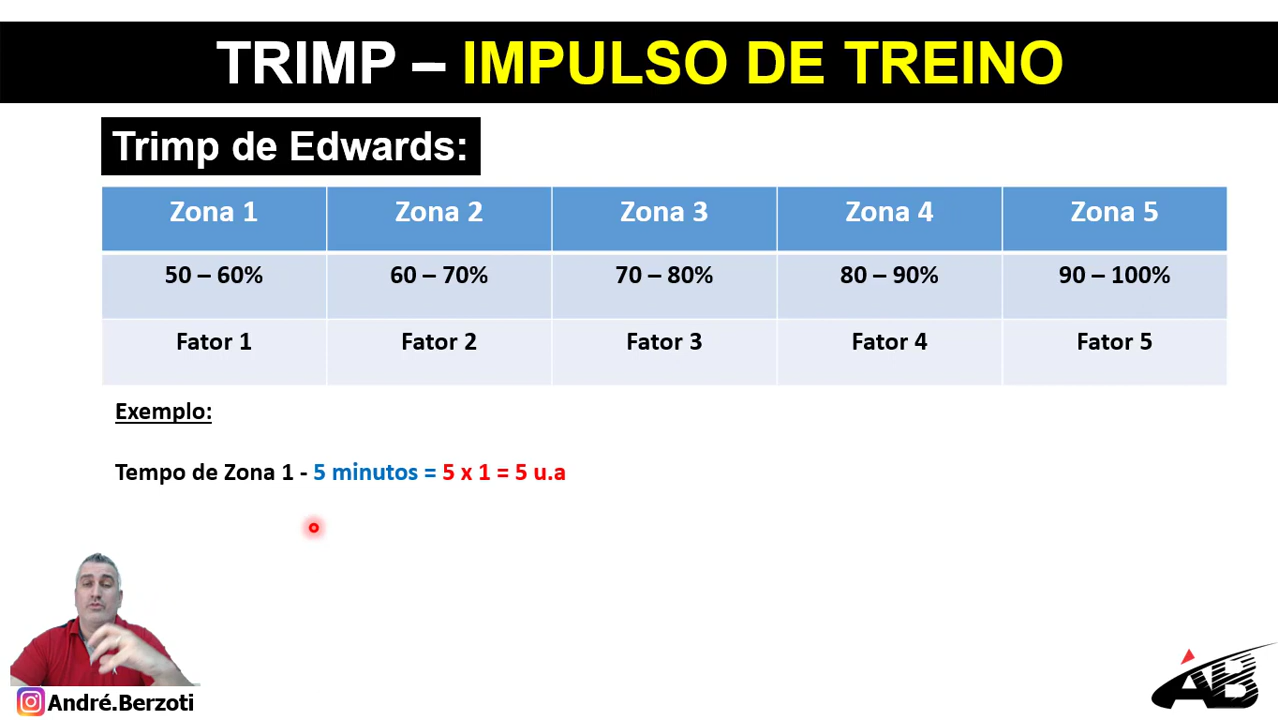 TRIMP – IMPULSO DE TREINO
Trimp de Edwards:
Zona 1 Zona 2 Zona 3 Zona 4 Zona 5
50 – 60% 60 – 70% 70 – 80% 80 – 90% 90 – 100%
Fator 1 Fator 2 Fator 3 Fator 4 Fator 5
Exemplo:
Tempo de Zona 1 - 5 minutos = 5 x 1 = 5 u.a
André.Berzoti
AB